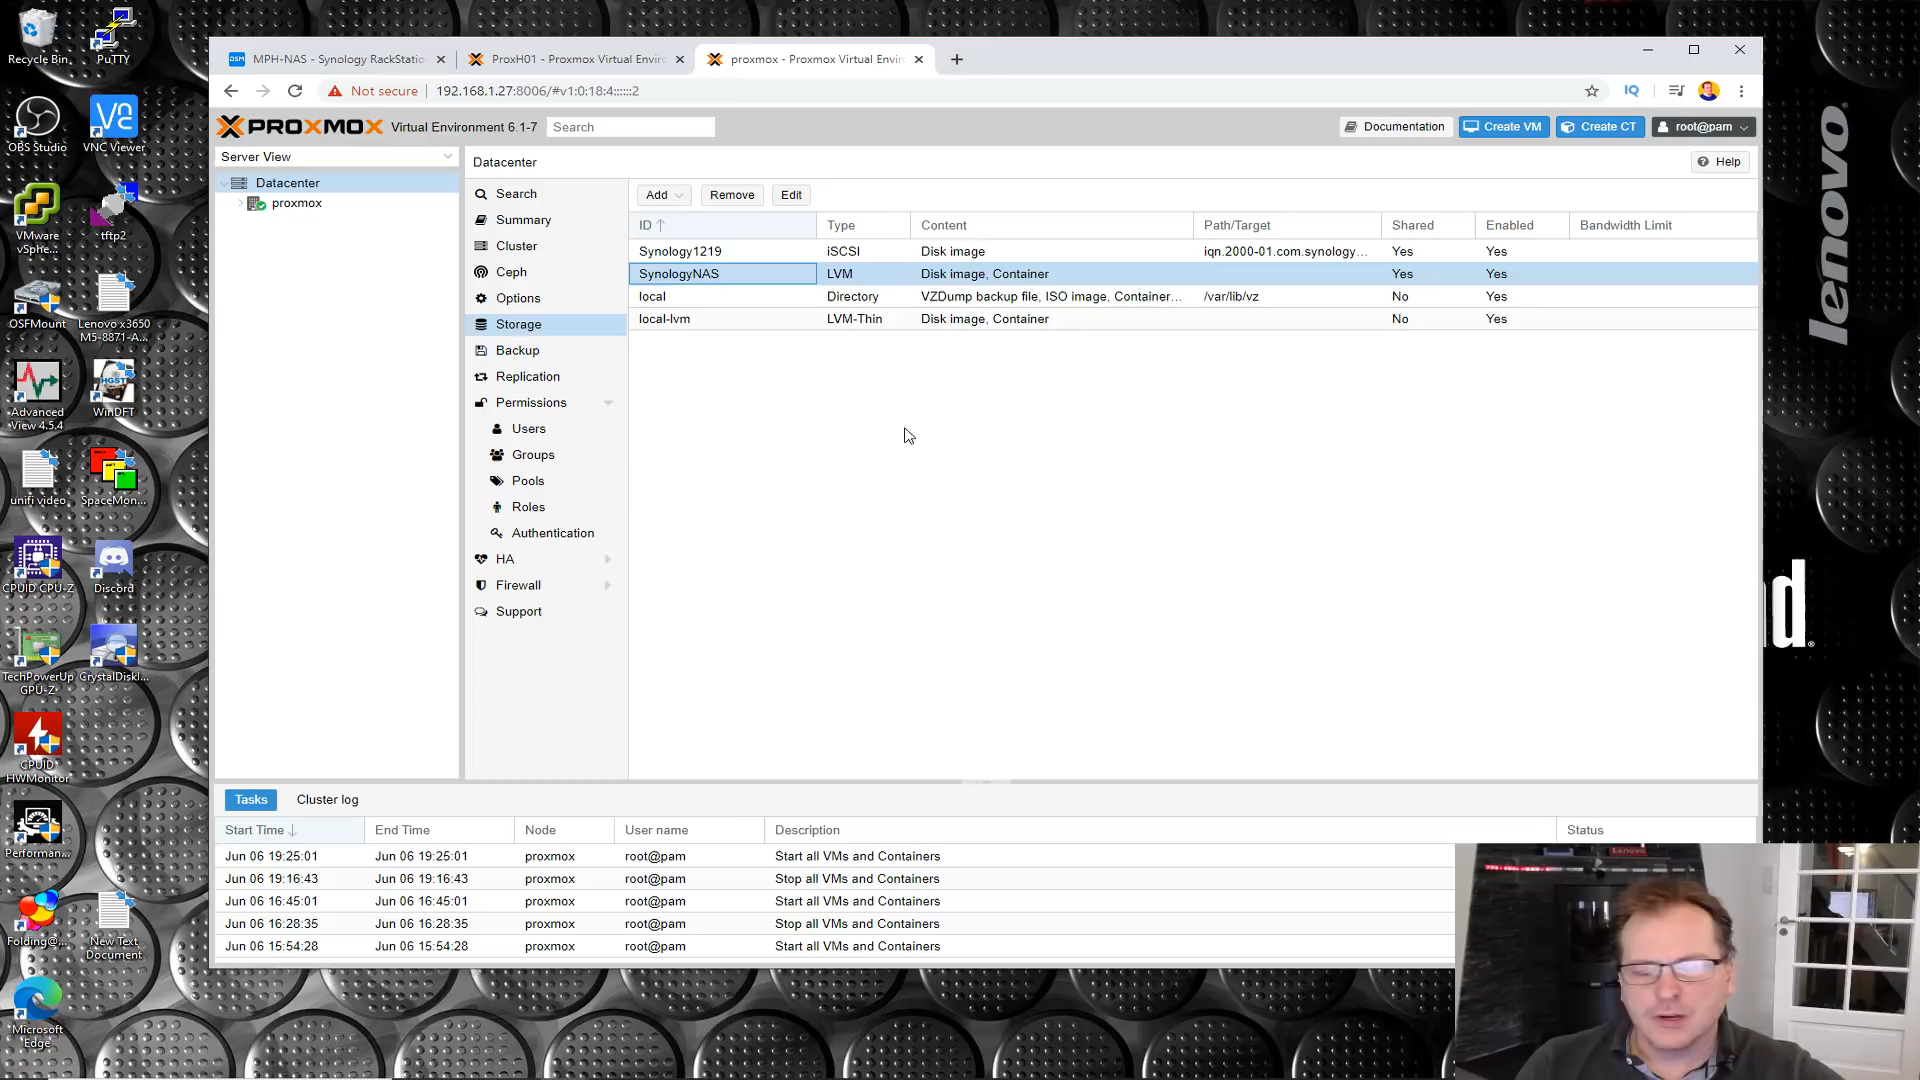 Recycle Bin
PuTTY
OBS Studio
VNC Viewer
VMware vSphe...
tftp2
OSFMount
Lenovo x3650 M5-8871-A...
Advanced View 4.5.4
WinDFT
unifi video
SpaceMon...
CPUID CPU-Z
Discord
TechPowerUp GPU-Z
CrystalDiskI...
CPUID HWMonitor
Performan...
Folding@...
New Text Document
Microsoft Edge
MPH-NAS - Synology RackStatio
ProxH01 - Proxmox Virtual Envir
proxmox - Proxmox Virtual Envir
Not secure
192.168.1.27:8006/#v1:0:18:4::::::2
IQ
PROXMOX Virtual Environment 6.1-7
Search
Documentation
Create VM
Create CT
root@pam
Server View
Datacenter
proxmox
Datacenter
Help
Search
Summary
Cluster
Ceph
Options
Storage
Backup
Replication
Permissions
Users
Groups
Pools
Roles
Authentication
HA
Firewall
Support
Add
Remove
Edit
ID Type Content Path/Target Shared Enabled Bandwidth Limit
Synology1219 iSCSI Disk image iqn.2000-01.com.synology... Yes Yes
SynologyNAS LVM Disk image, Container Yes Yes
local Directory VZDump backup file, ISO image, Container... /var/lib/vz No Yes
local-lvm LVM-Thin Disk image, Container No Yes
Tasks
Cluster log
Start Time End Time Node User name Description Status
Jun 06 19:25:01 Jun 06 19:25:01 proxmox root@pam Start all VMs and Containers
Jun 06 19:16:43 Jun 06 19:16:43 proxmox root@pam Stop all VMs and Containers
Jun 06 16:45:01 Jun 06 16:45:01 proxmox root@pam Start all VMs and Containers
Jun 06 16:28:35 Jun 06 16:28:35 proxmox root@pam Stop all VMs and Containers
Jun 06 15:54:28 Jun 06 15:54:28 proxmox root@pam Start all VMs and Containers
lenovo